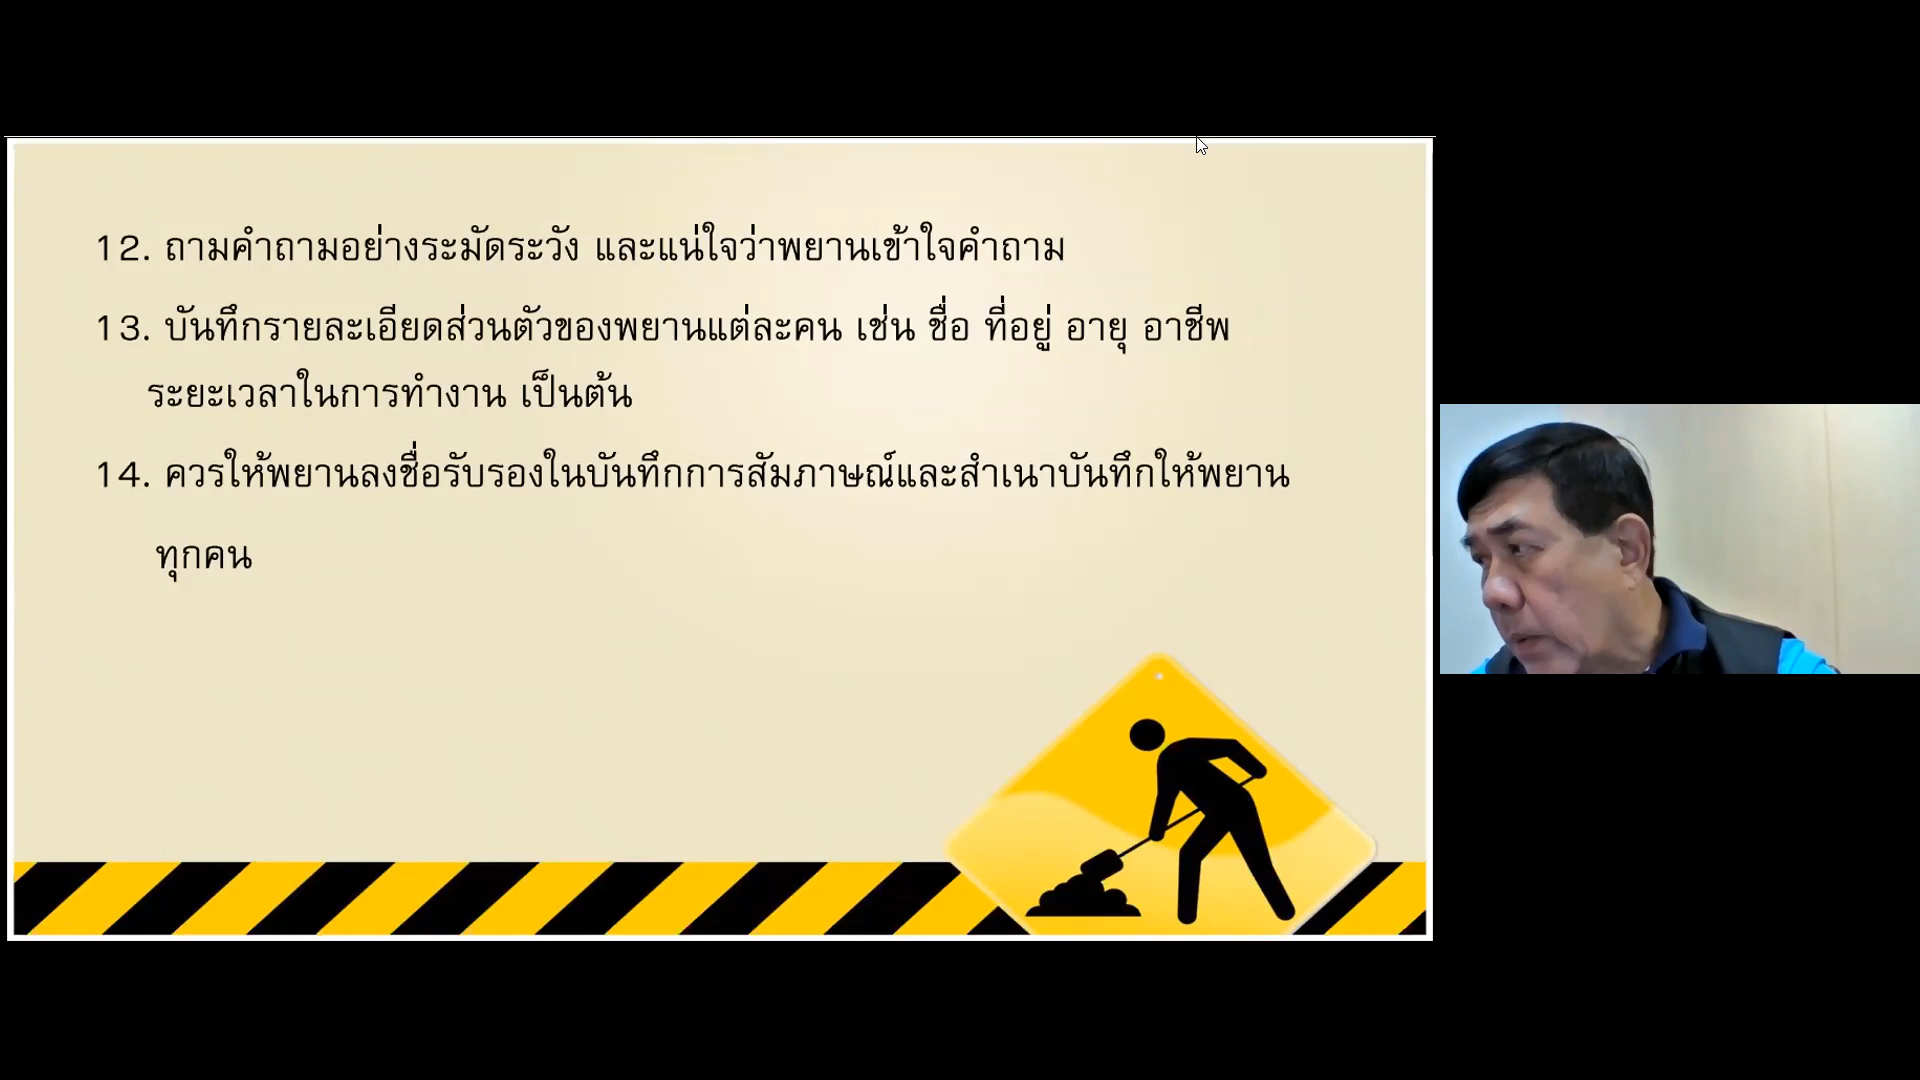 12. ถามคำถามอย่างระมัดระวัง และแน่ใจว่าพยานเข้าใจคำถาม
13. บันทึกรายละเอียดส่วนตัวของพยานแต่ละคน เช่น ชื่อ ที่อยู่ อายุ อาชีพ
ระยะเวลาในการทำงาน เป็นต้น
14. ควรให้พยานลงชื่อรับรองในบันทึกการสัมภาษณ์และสำเนาบันทึกให้พยาน
ทุกคน